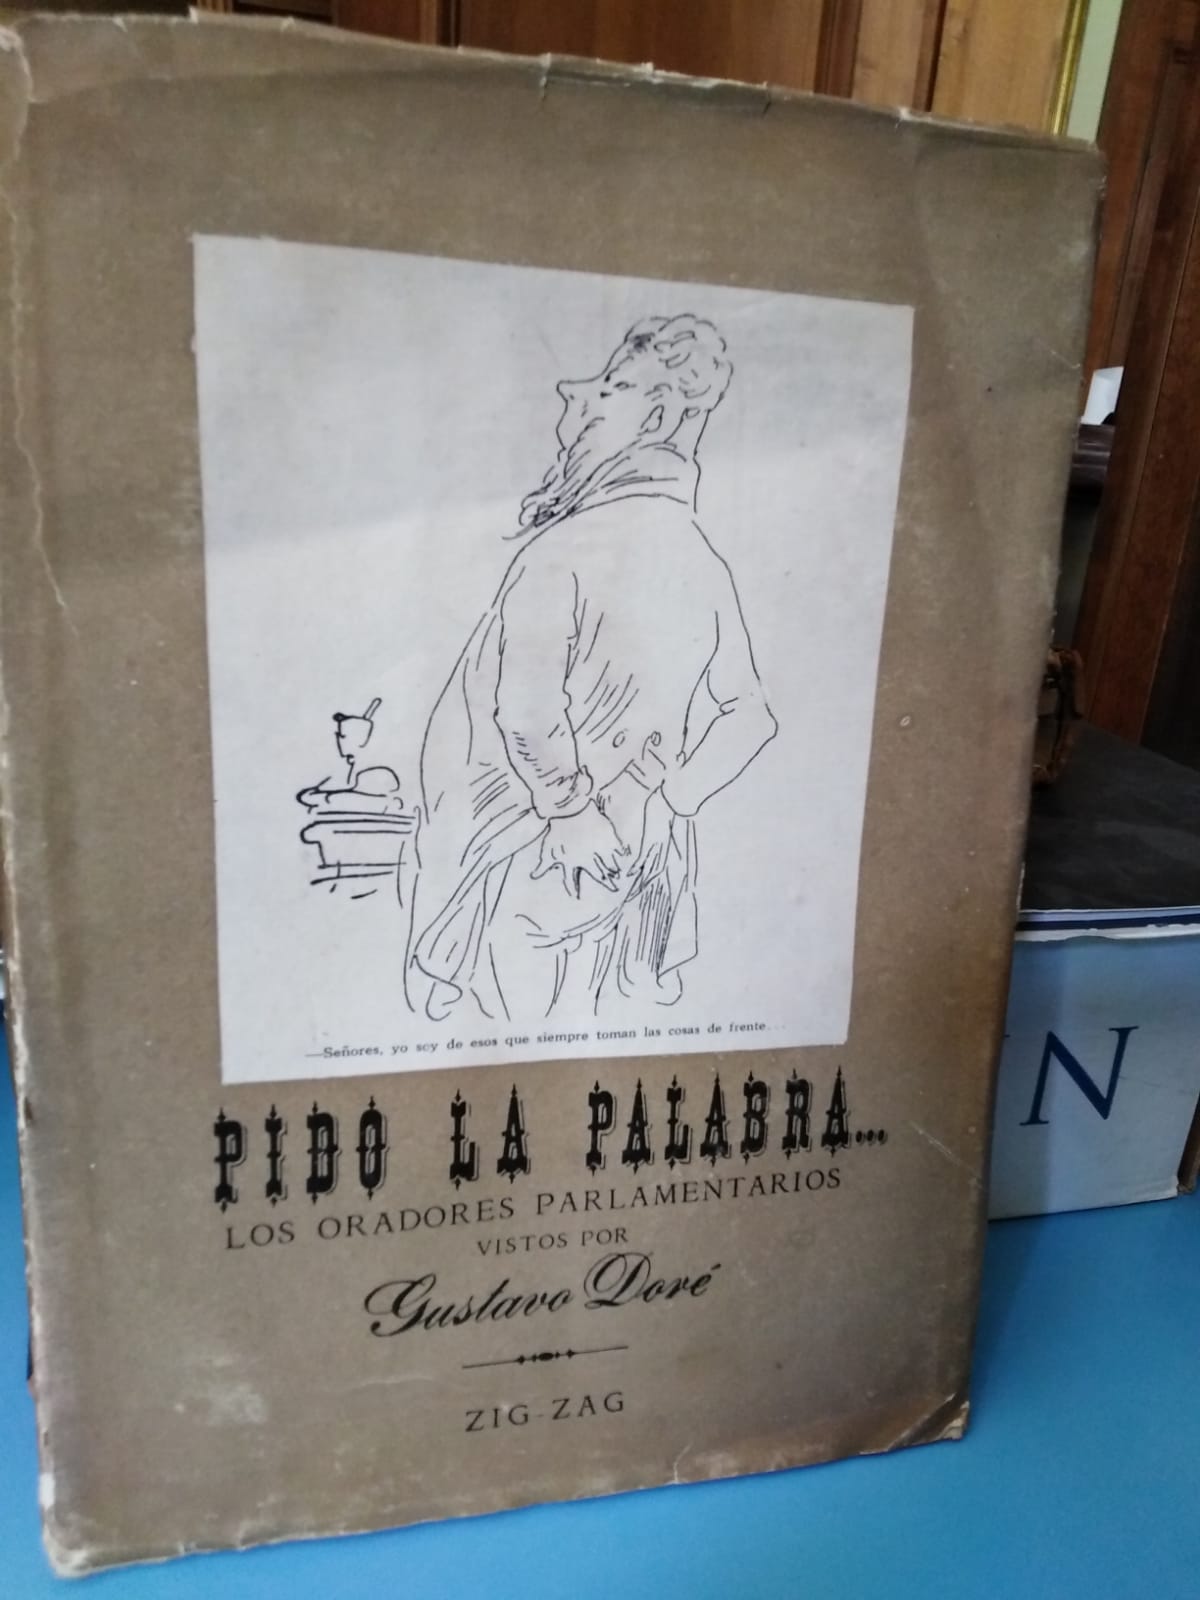 —Señores, yo soy de esos que siempre toman las cosas de frente...
PIDO LA PALABRA...
LOS ORADORES PARLAMENTARIOS
VISTOS POR
Gustavo Doré
ZIG-ZAG
N